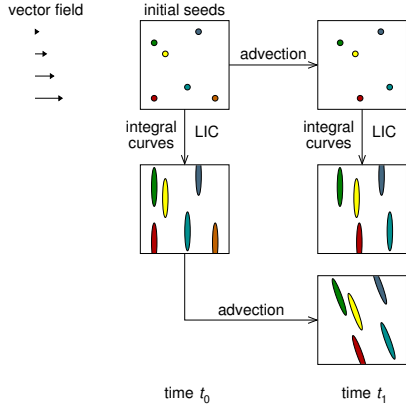 vector field
initial seeds
advection
integral
curves
LIC
integral
curves
LIC
advection
time t₀
time t₁